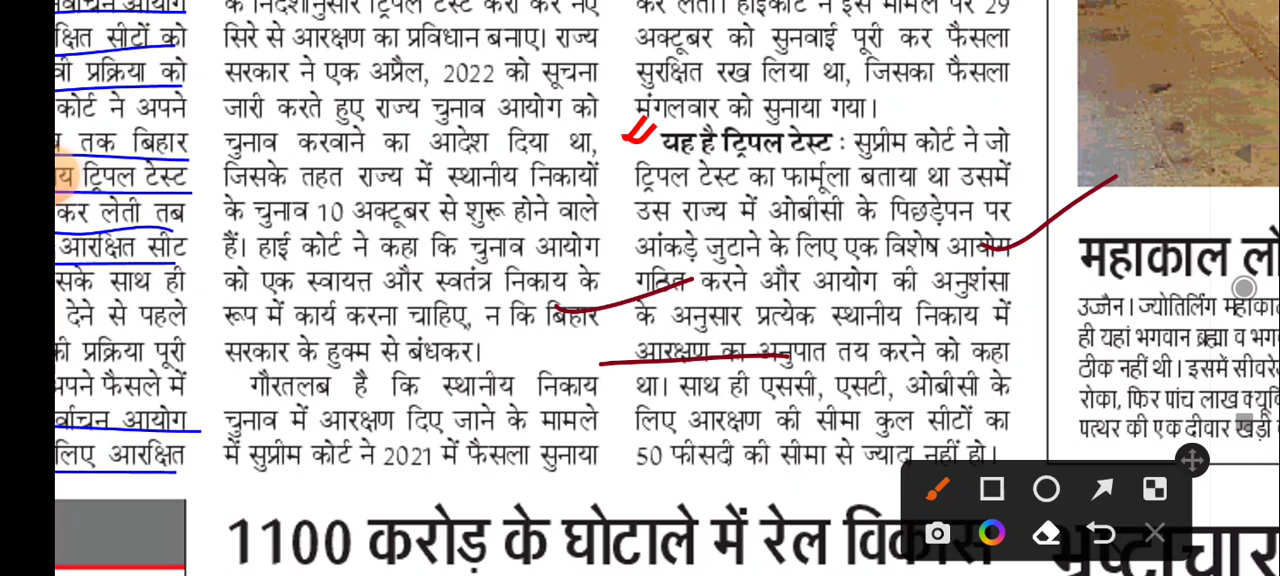 र्वाचन आयोग
क्षित सीटों को
प्रक्रिया को
कोर्ट ने अपने
तक बिहार
य ट्रिपल टेस्ट
कर लेती तब
आरक्षित सीट
सके साथ ही
देने से पहले
की प्रक्रिया पूरी
अपने फैसले में
र्वाचन आयोग
लिए आरक्षित
के निर्देशानुसार ट्रिपल टेस्ट करा कर नए
सिरे से आरक्षण का प्रविधान बनाए। राज्य
सरकार ने एक अप्रैल, 2022 को सूचना
जारी करते हुए राज्य चुनाव आयोग को
चुनाव करवाने का आदेश दिया था,
जिसके तहत राज्य में स्थानीय निकायों
के चुनाव 10 अक्टूबर से शुरू होने वाले
हैं। हाई कोर्ट ने कहा कि चुनाव आयोग
को एक स्वायत्त और स्वतंत्र निकाय के
रूप में कार्य करना चाहिए, न कि बिहार
सरकार के हुक्म से बंधकर।
गौरतलब है कि स्थानीय निकाय
चुनाव में आरक्षण दिए जाने के मामले
में सुप्रीम कोर्ट ने 2021 में फैसला सुनाया
कर लेती। हाईकोर्ट ने इस मामले पर 29
अक्टूबर को सुनवाई पूरी कर फैसला
सुरक्षित रख लिया था, जिसका फैसला
मंगलवार को सुनाया गया।
यह है ट्रिपल टेस्ट : सुप्रीम कोर्ट ने जो
ट्रिपल टेस्ट का फार्मूला बताया था उसमें
उस राज्य में ओबीसी के पिछड़ेपन पर
आंकड़े जुटाने के लिए एक विशेष आयोग
गठित करने और आयोग की अनुशंसा
के अनुसार प्रत्येक स्थानीय निकाय में
आरक्षण का अनुपात तय करने को कहा
था। साथ ही एससी, एसटी, ओबीसी के
लिए आरक्षण की सीमा कुल सीटों का
50 फीसदी की सीमा से ज्यादा नहीं हो।
महाकाल लो
उज्जैन। ज्योतिर्लिंग महाका
ही यहां भगवान ब्रह्मा व भग
ठीक नहीं थी। इसमें सीवरे
रोका, फिर पांच लाख क्यूि
पत्थर की एक दीवार खड़ी
1100 करोड़ के घोटाले में रेल विकास
भ्रष्टाचार